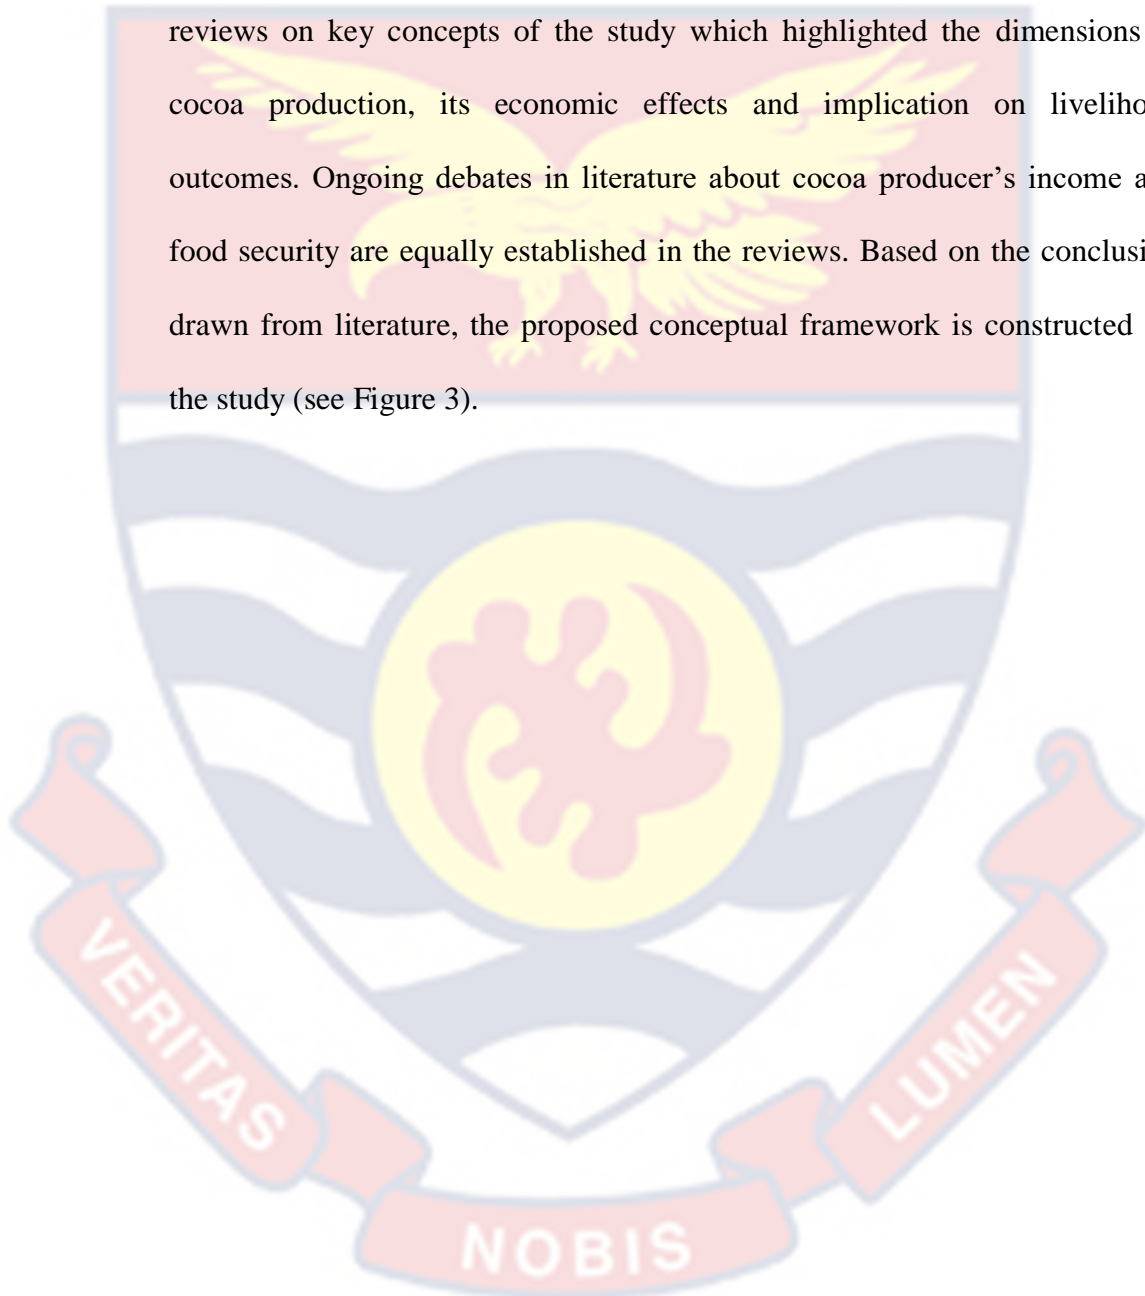 reviews on key concepts of the study which highlighted the dimensions
cocoa production, its economic effects and implication on liveliho
outcomes. Ongoing debates in literature about cocoa producer's income a
food security are equally established in the reviews. Based on the conclusi
drawn from literature, the proposed conceptual framework is constructed
the study (see Figure 3).
VERITAS
NOBIS
LUMEN